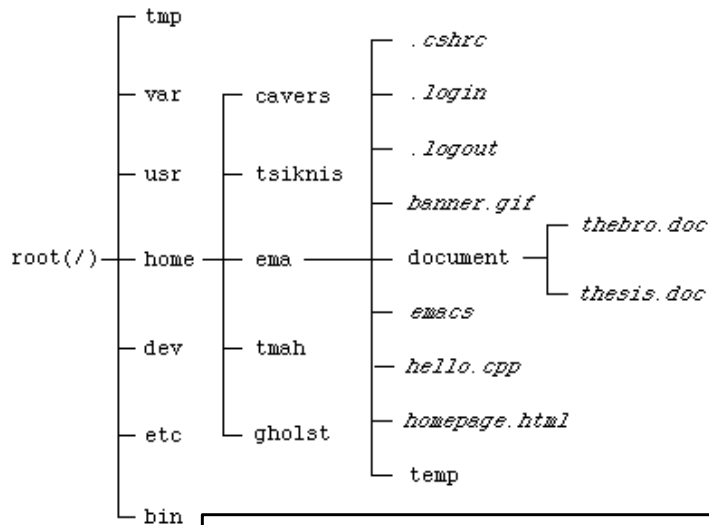 tmp
.cshrc
var
cavers
.login
.logout
usr
tsiknis
banner.gif
thebro.doc
root(/)
home
ema
document
thesis.doc
emacs
dev
tmah
hello.cpp
etc
gholst
homepage.html
temp
bin